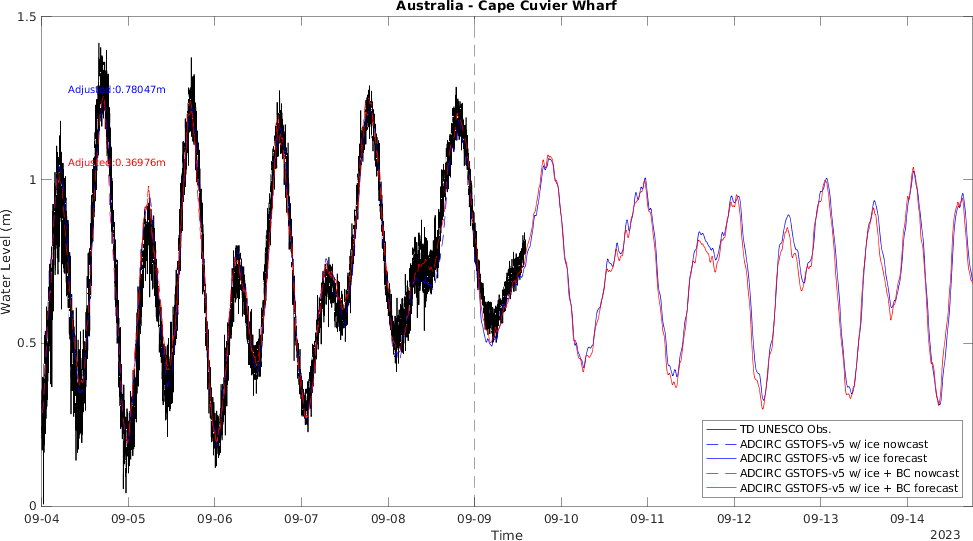 Australia - Cape Cuvier Wharf
1.5
Adjusted:0.78047m
Adjusted:0.36976m
1
Water Level (m)
0.5
TD UNESCO Obs.
ADCIRC GSTOFS-v5 w/ ice nowcast
ADCIRC GSTOFS-v5 w/ ice forecast
ADCIRC GSTOFS-v5 w/ ice + BC nowcast
ADCIRC GSTOFS-v5 w/ ice + BC forecast
0
09-04 09-05 09-06 09-07 09-08 09-09 09-10 09-11 09-12 09-13 09-14
Time
2023